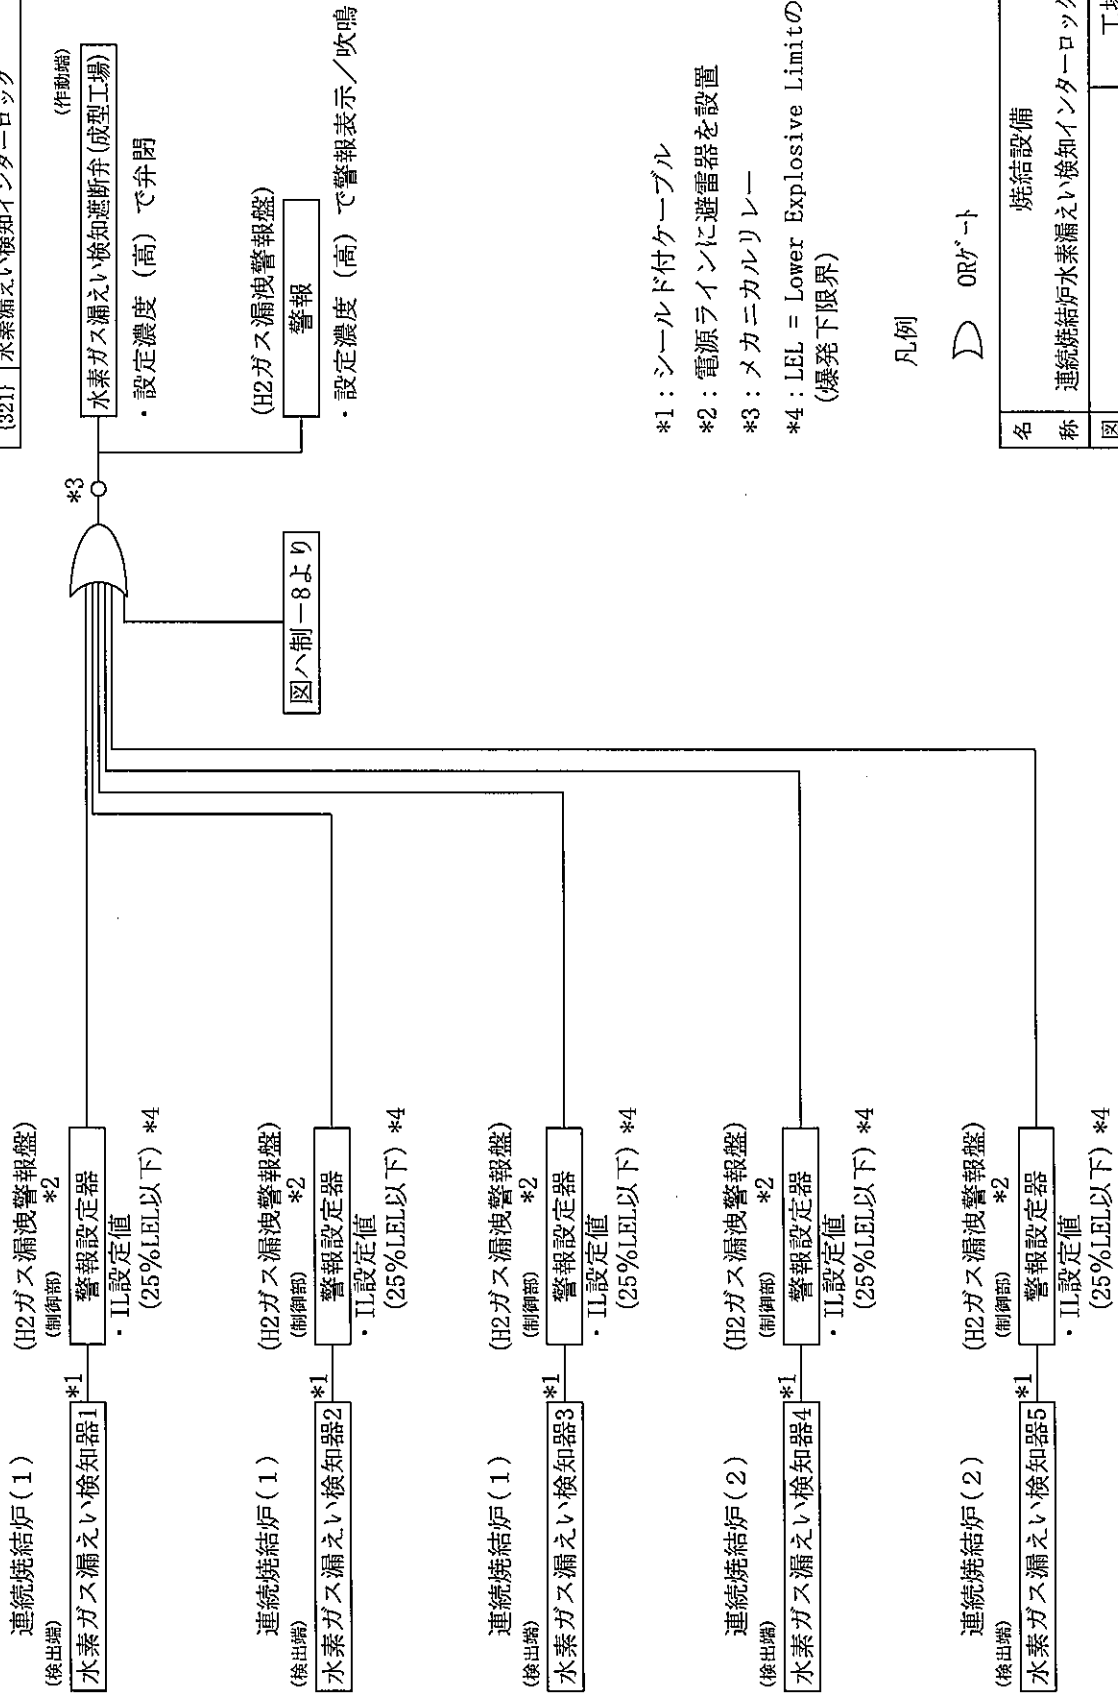 {321} 水素漏えい検知インターロック
連続焼結炉(1)
(検出端)
水素ガス漏えい検知器1
*1
(H2ガス漏洩警報盤)
(制御部) *2
警報設定器
・IL設定値
(25%LEL以下) *4
連続焼結炉(1)
(検出端)
水素ガス漏えい検知器2
*1
(H2ガス漏洩警報盤)
(制御部) *2
警報設定器
・IL設定値
(25%LEL以下) *4
連続焼結炉(1)
(検出端)
水素ガス漏えい検知器3
*1
(H2ガス漏洩警報盤)
(制御部) *2
警報設定器
・IL設定値
(25%LEL以下) *4
連続焼結炉(2)
(検出端)
水素ガス漏えい検知器4
*1
(H2ガス漏洩警報盤)
(制御部) *2
警報設定器
・IL設定値
(25%LEL以下) *4
連続焼結炉(2)
(検出端)
水素ガス漏えい検知器5
*1
(H2ガス漏洩警報盤)
(制御部) *2
警報設定器
・IL設定値
(25%LEL以下) *4
図ハ制－8より
*3
(作動端)
水素ガス漏えい検知遮断弁(成型工場)
・設定濃度(高)で弁閉
(H2ガス漏洩警報盤)
警報
・設定濃度(高)で警報表示／吹鳴
*1：シールド付ケーブル
*2：電源ラインに避雷器を設置
*3：メカニカルリレー
*4：LEL = Lower Explosive Limitの
(爆発下限界)
凡例
ORゲート
名称
焼結設備
連続焼結炉水素漏えい検知インターロック
図
工場